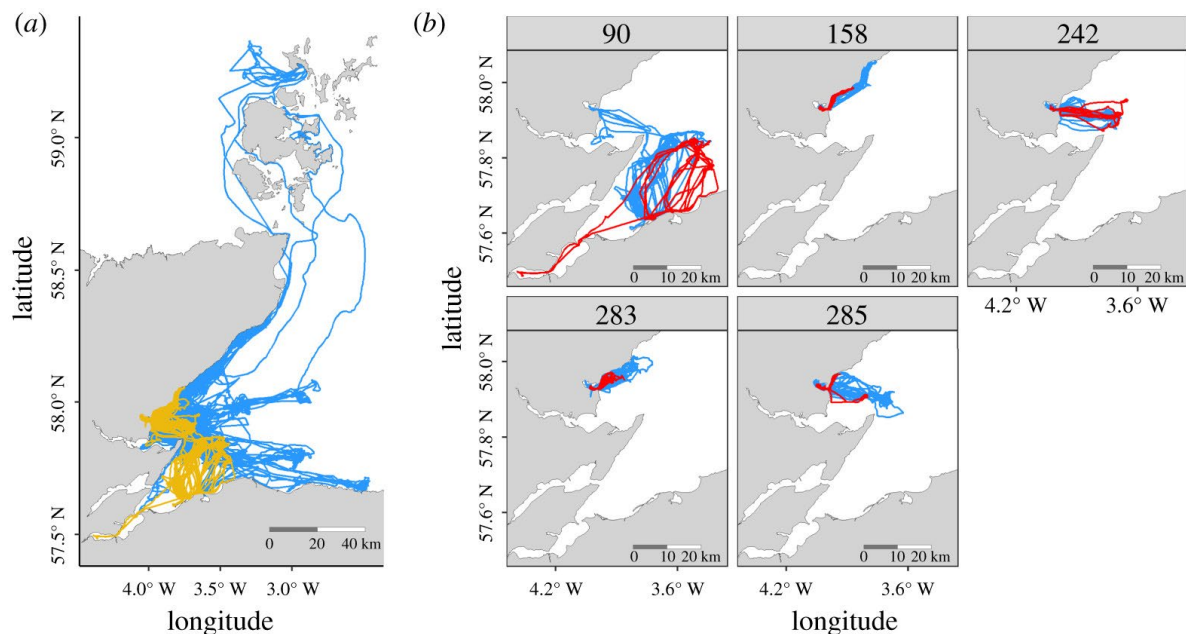 (a)
latitude
59.0° N
58.5° N
58.0° N
57.5° N
0 20 40 km
4.0° W 3.5° W 3.0° W
longitude
(b)
90 158 242
58.0° N
57.8° N
57.6° N
0 10 20 km 0 10 20 km 0 10 20 km
4.2° W 3.6° W
latitude
283 285
58.0° N
57.8° N
57.6° N
0 10 20 km 0 10 20 km
4.2° W 3.6° W 4.2° W 3.6° W
longitude